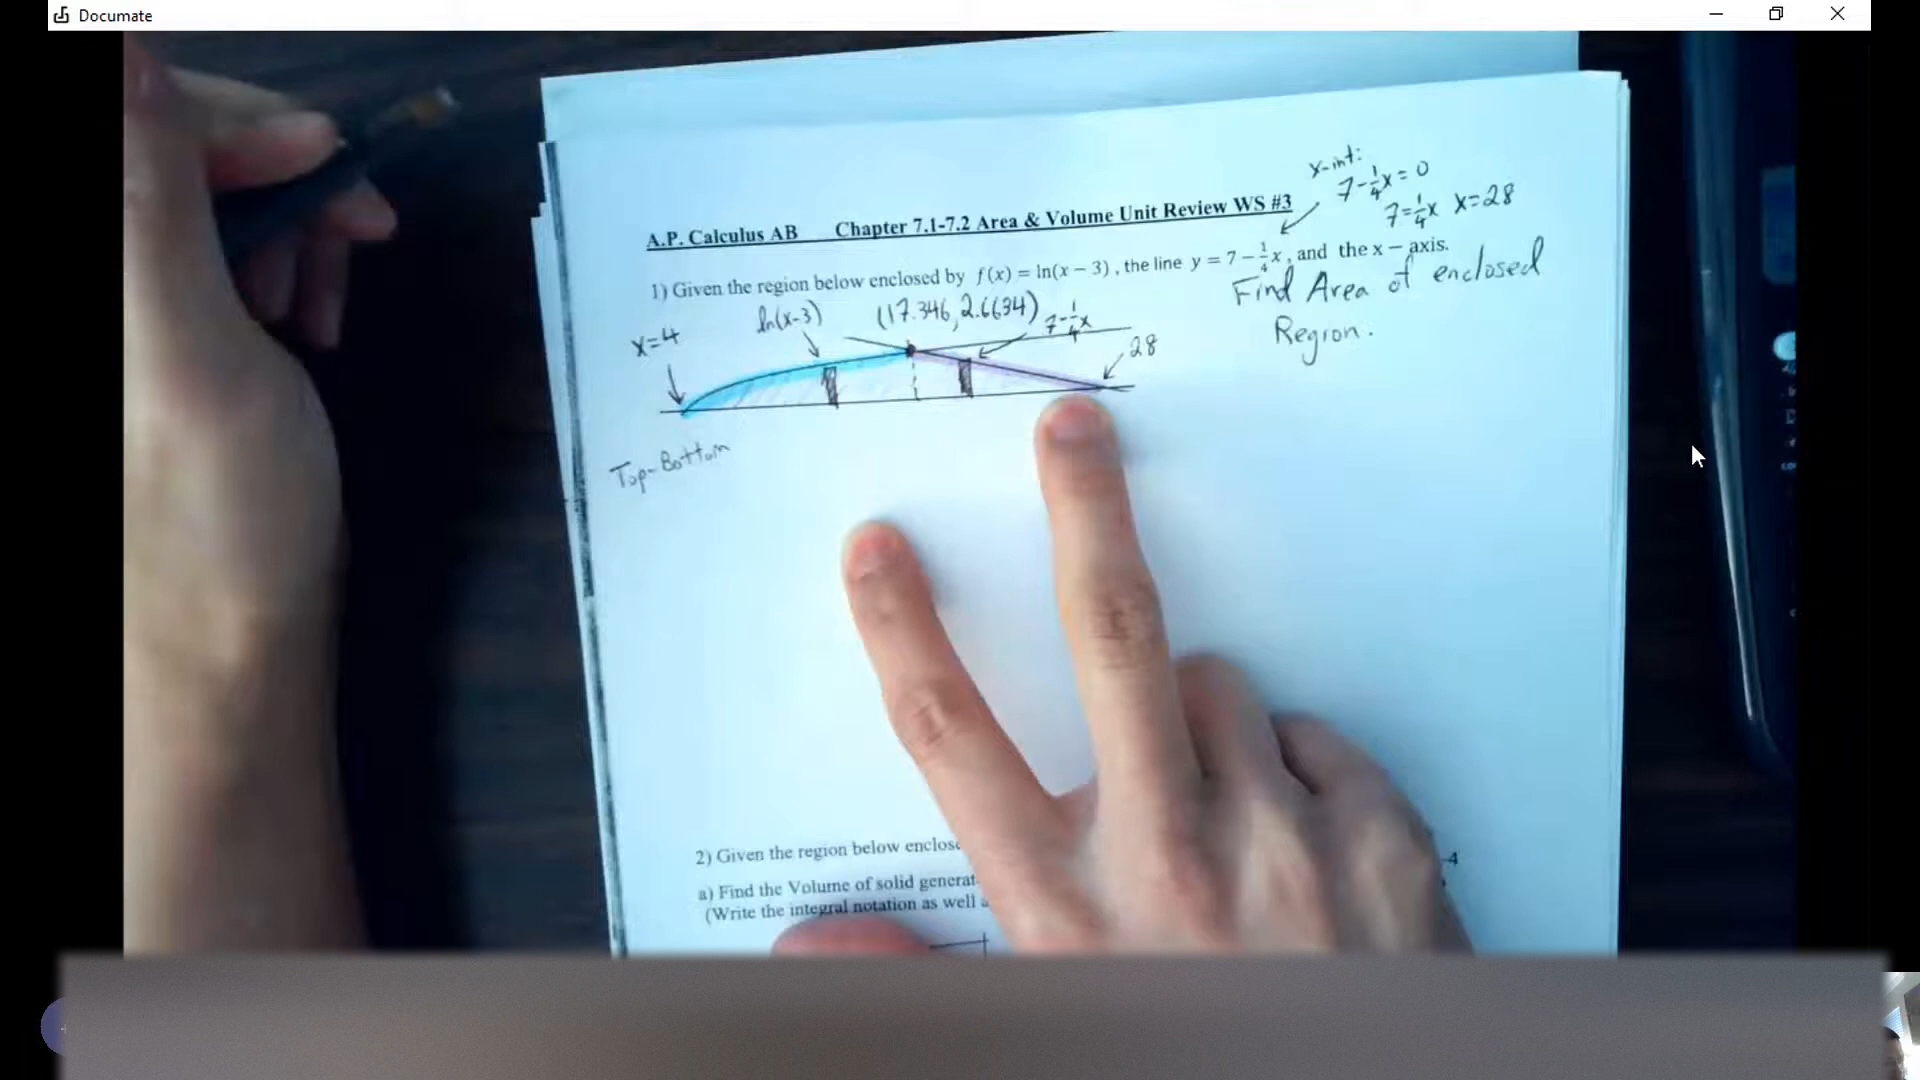 Documate
x-int:
7-1/4x=0
7=1/4x x=28
A.P. Calculus AB Chapter 7.1-7.2 Area & Volume Unit Review WS #3
1) Given the region below enclosed by f(x) = ln(x − 3), the line y = 7 − 1/4 x, and the x − axis.
Find Area of enclosed
Region.
x=4
ln(x-3)
(17.346, 2.6634)
7-1/4x
28
Top-Bottom
2) Given the region below
-4
a) Find the Volume of solid
(Write the integral notation as well